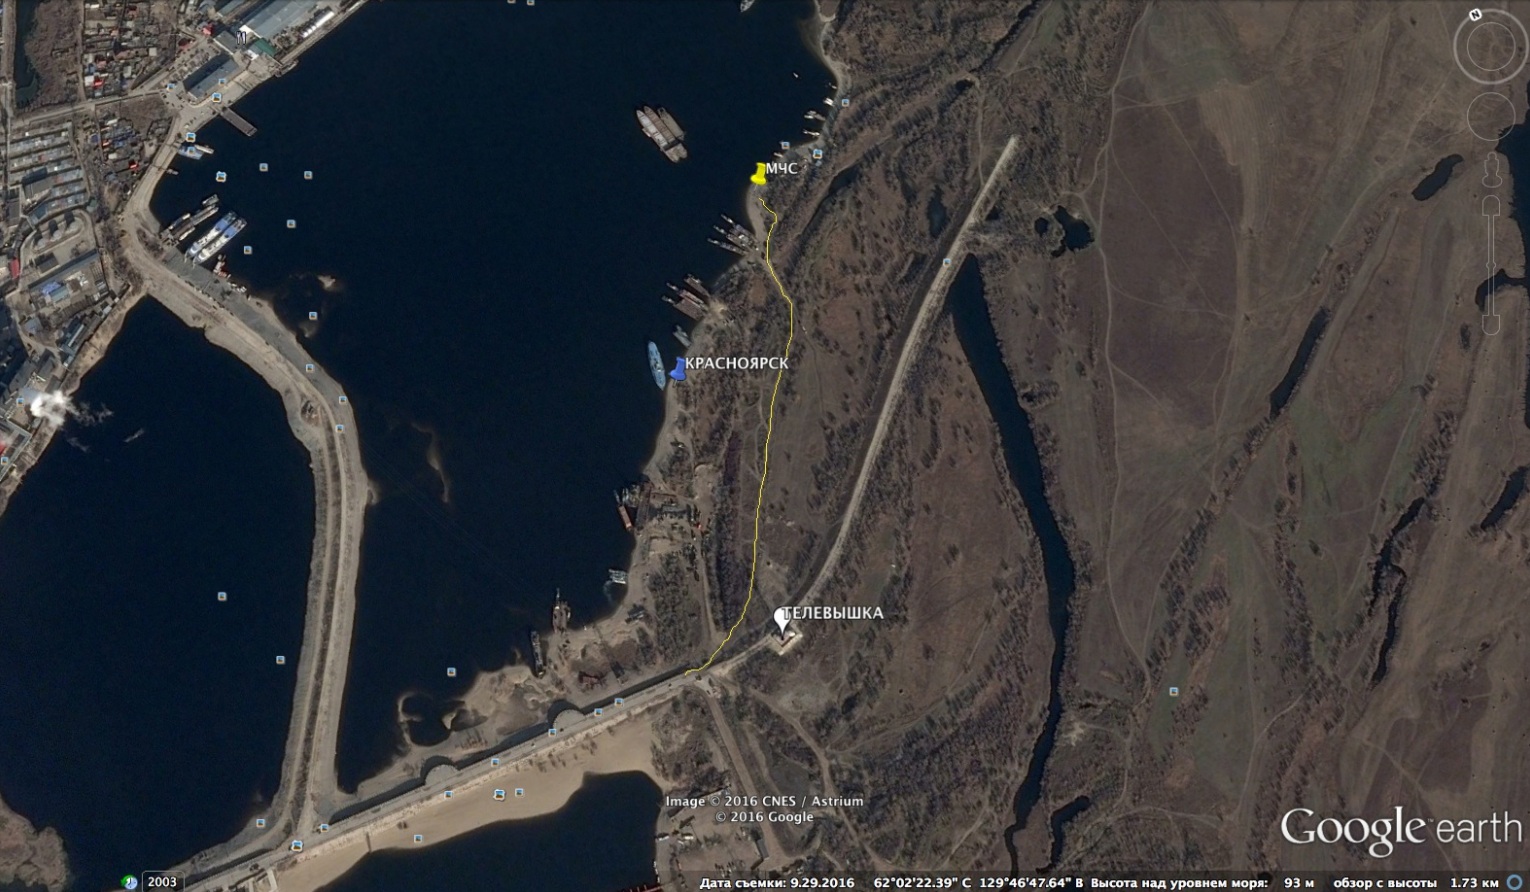 N
МЧС
КРАСНОЯРСК
ТЕЛЕВЫШКА
Image © 2016 CNES / Astrium
© 2016 Google
Google earth
2003
Дата съемки: 9.29.2016 62°02'22.39" С 129°46'47.64" В Высота над уровнем моря: 93 м обзор с высоты 1.73 км